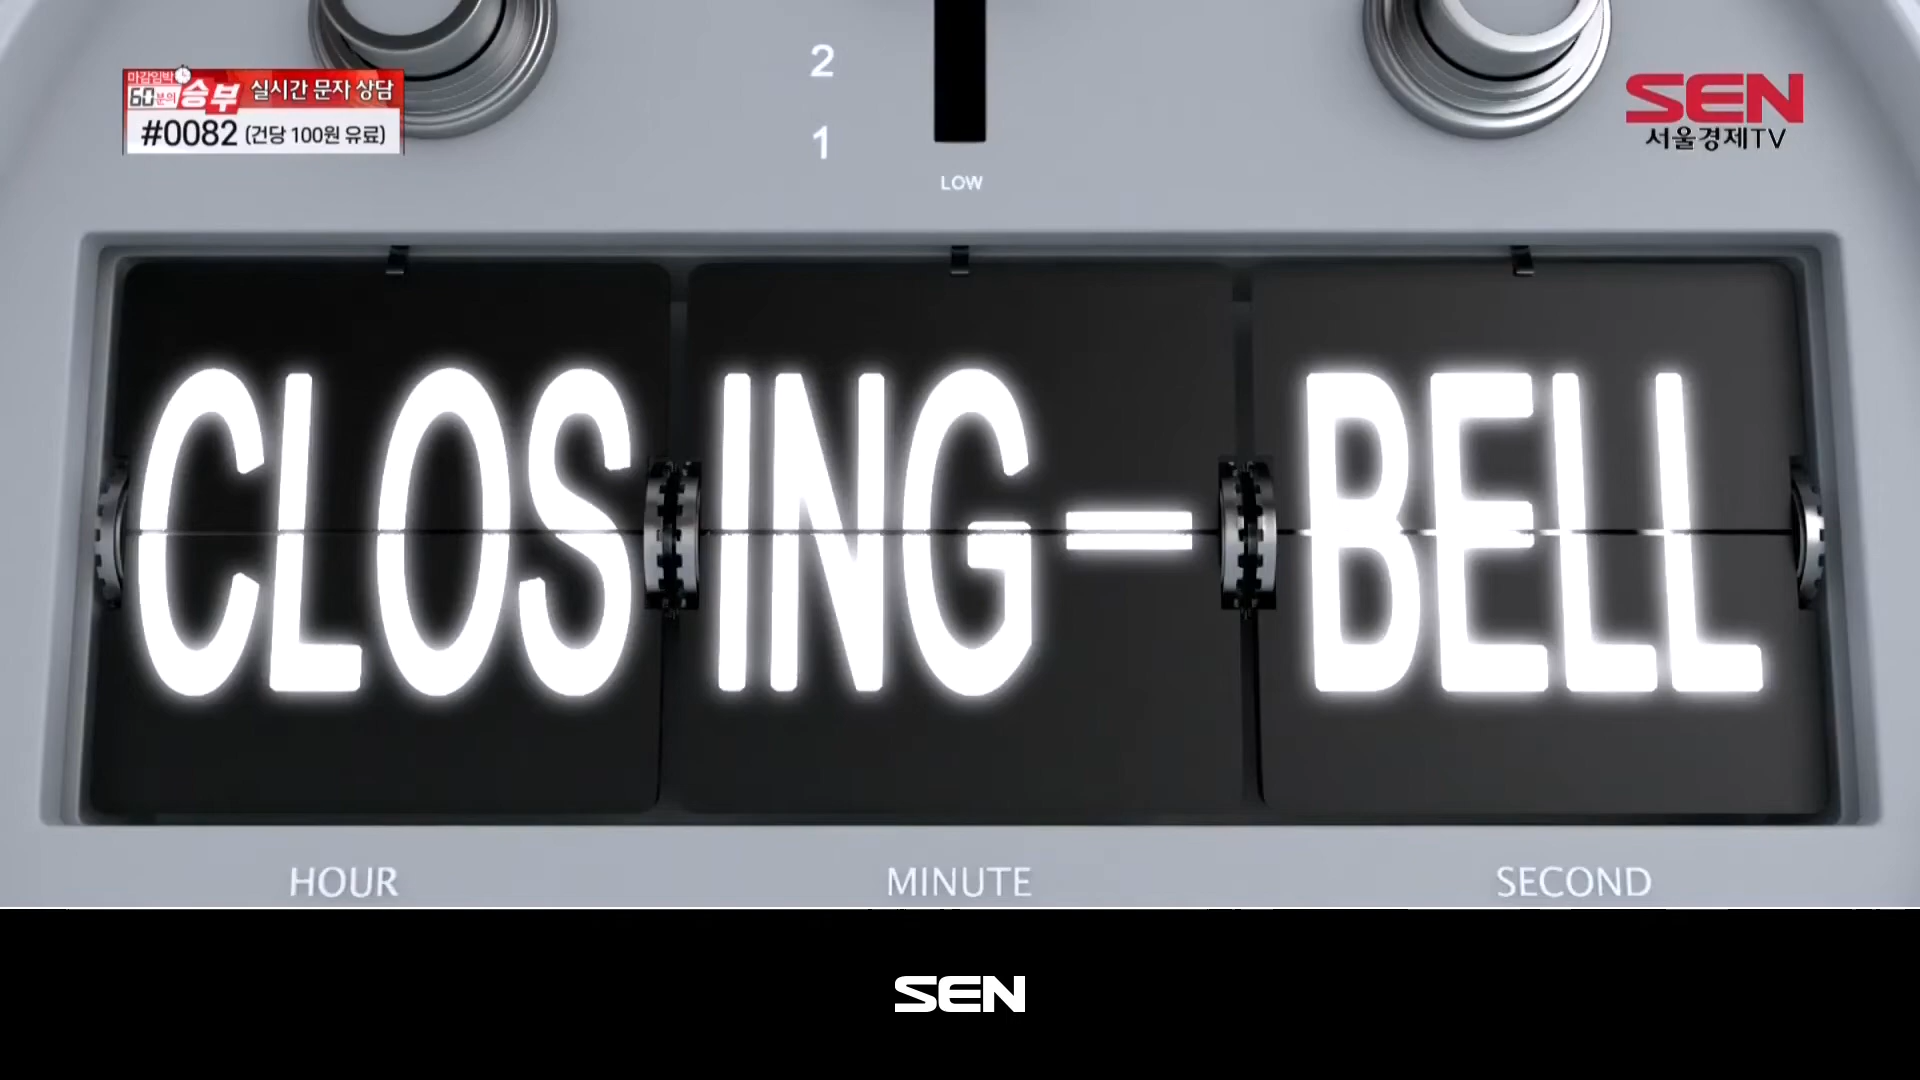 마감임박
60분의 승부 실시간 문자 상담
#0082 (건당 100원 유료)
2
1
LOW
SEN
서울경제TV
CLOSING-BELL
HOUR MINUTE SECOND
SEN